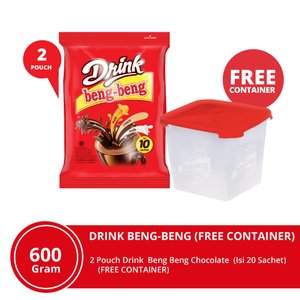 2
POUCH
FREE
CONTAINER
Drink
beng-beng
10
600
Gram
DRINK BENG-BENG (FREE CONTAINER)
2 Pouch Drink Beng Beng Chocolate (Isi 20 Sachet)
(FREE CONTAINER)